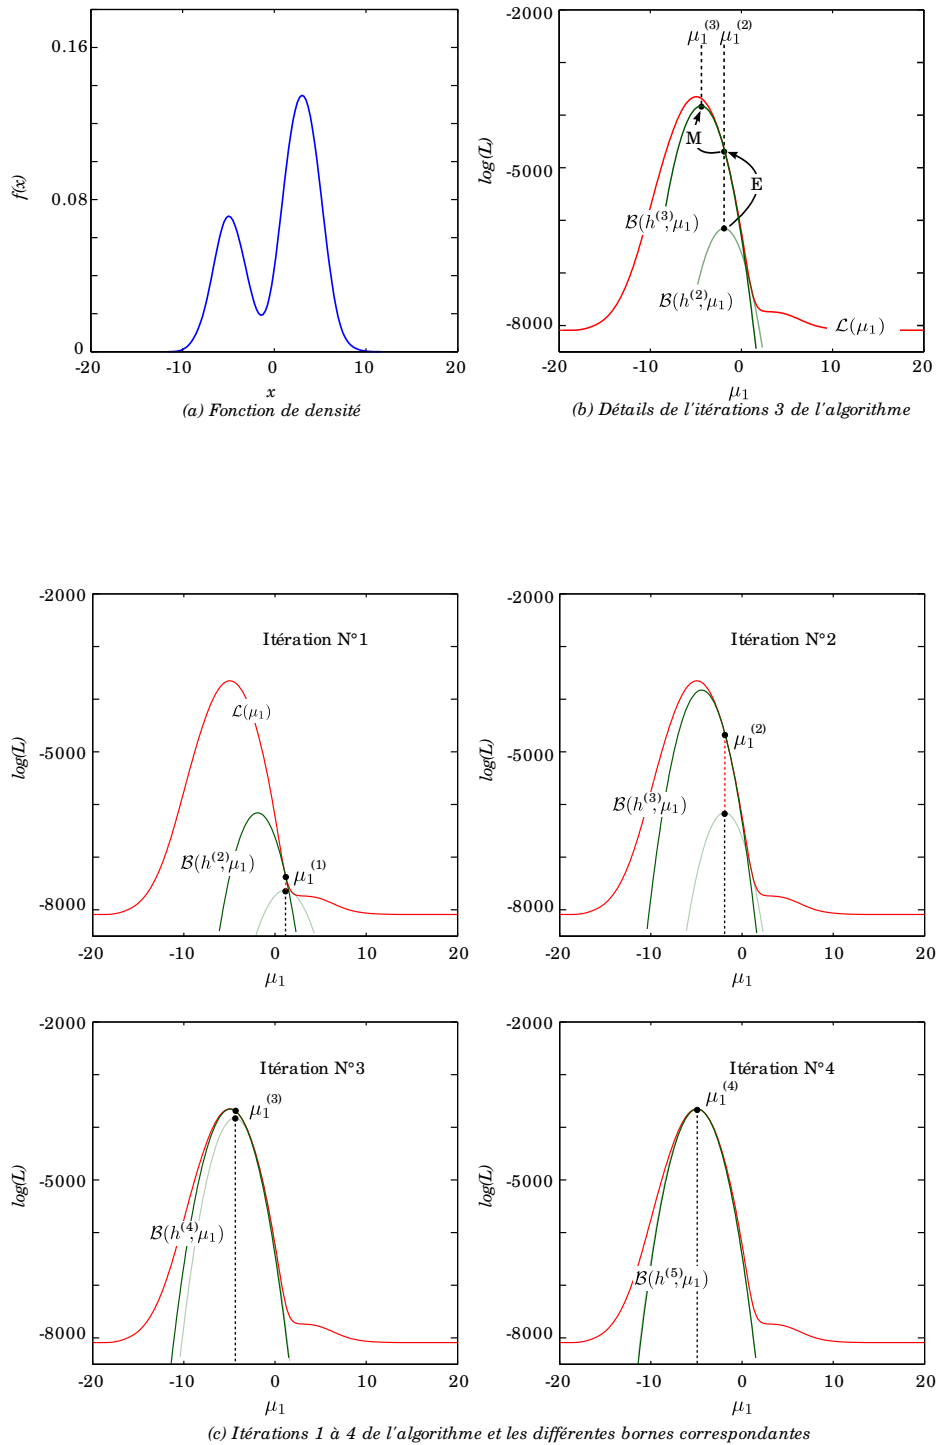 0.16
0.08
0
f(x)
-20 -10 0 10 20
x
(a) Fonction de densité
-2000
-5000
-8000
log(L)
μ₁⁽³⁾ μ₁⁽²⁾
M
E
ℬ(h⁽³⁾,μ₁)
ℬ(h⁽²⁾,μ₁)
ℒ(μ₁)
-20 -10 0 10 20
μ₁
(b) Détails de l'itérations 3 de l'algorithme
-2000
-5000
-8000
log(L)
Itération N°1
ℒ(μ₁)
ℬ(h⁽²⁾,μ₁)
μ₁⁽¹⁾
-20 -10 0 10 20
μ₁
-2000
-5000
-8000
log(L)
Itération N°2
μ₁⁽²⁾
ℬ(h⁽³⁾,μ₁)
-20 -10 0 10 20
μ₁
-2000
-5000
-8000
log(L)
Itération N°3
μ₁⁽³⁾
ℬ(h⁽⁴⁾,μ₁)
-20 -10 0 10 20
μ₁
-2000
-5000
-8000
log(L)
Itération N°4
μ₁⁽⁴⁾
ℬ(h⁽⁵⁾,μ₁)
-20 -10 0 10 20
μ₁
(c) Itérations 1 à 4 de l'algorithme et les différentes bornes correspondantes